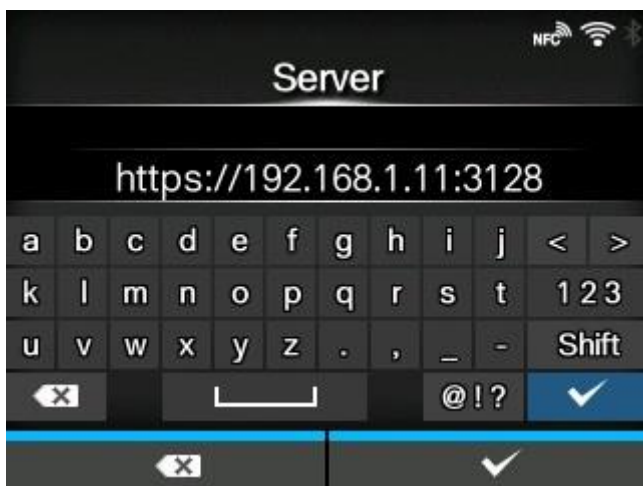 NFC
Server
https://192.168.1.11:3128
a b c d e f g h i j < >
k l m n o p q r s t 123
u v w x y z . , _ - Shift
@!?